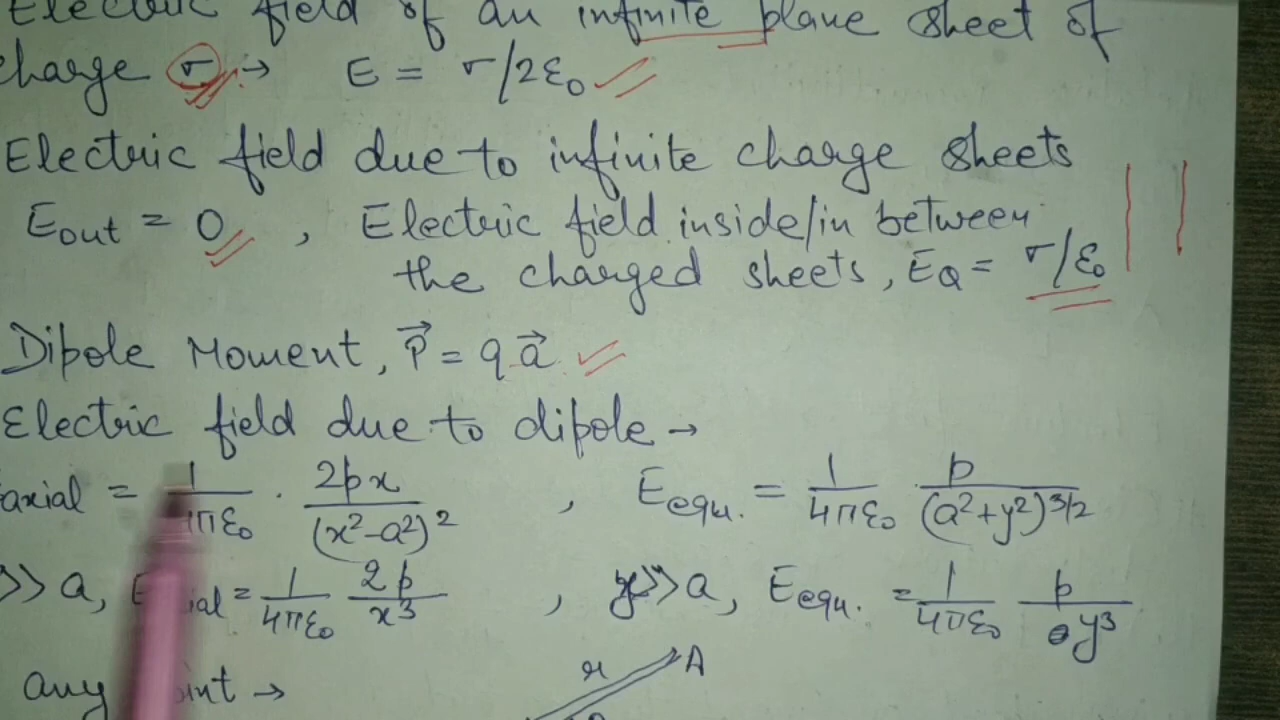 Electric field of an infinite plane sheet of
charge σ → E = σ/2ε₀
Electric field due to infinite charge sheets
Eout = 0 , Electric field inside/in between
the charged sheets, EQ = σ/ε₀
Dipole Moment, P⃗ = q a⃗
Electric field due to dipole →
axial = 1/4πε₀ · 2px/(x²-a²)² , Eequ. = 1/4πε₀ p/(a²+y²)^3/2
>> a, Eaxial = 1/4πε₀ 2p/x³ , y>>a, Eequ. = 1/4πε₀ p/y³
any point →
r A